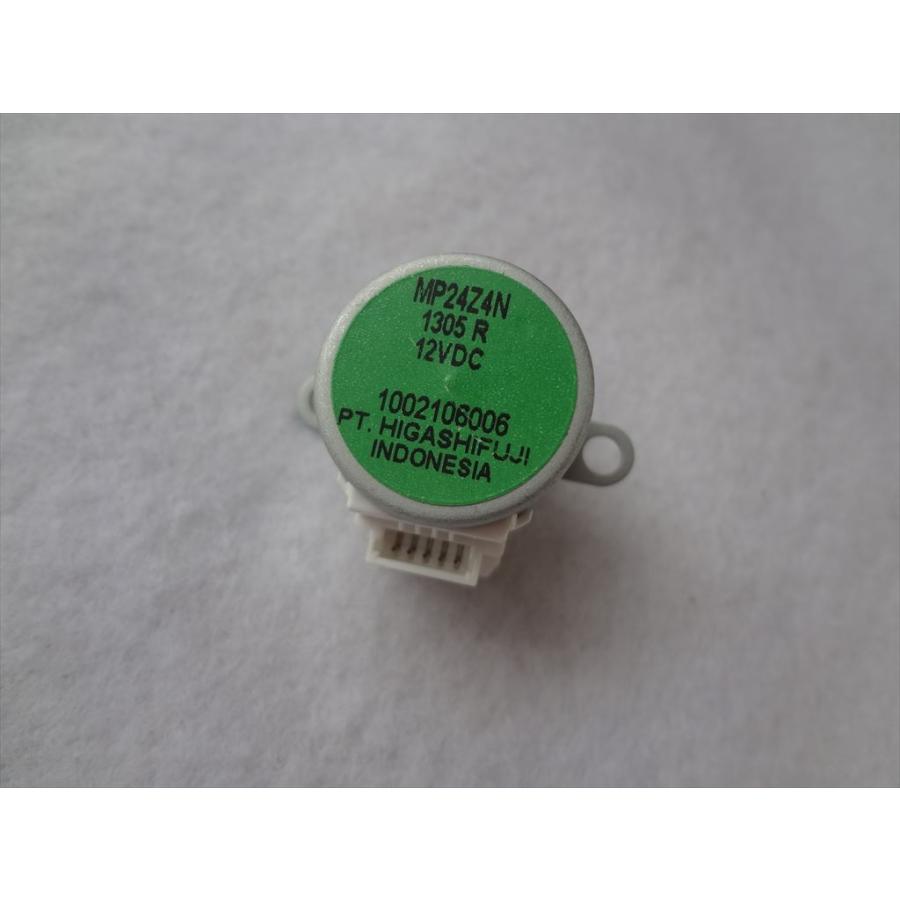 MP24Z4N
1305 R
12VDC
1002106006
PT. HIGASHIFUJI
INDONESIA